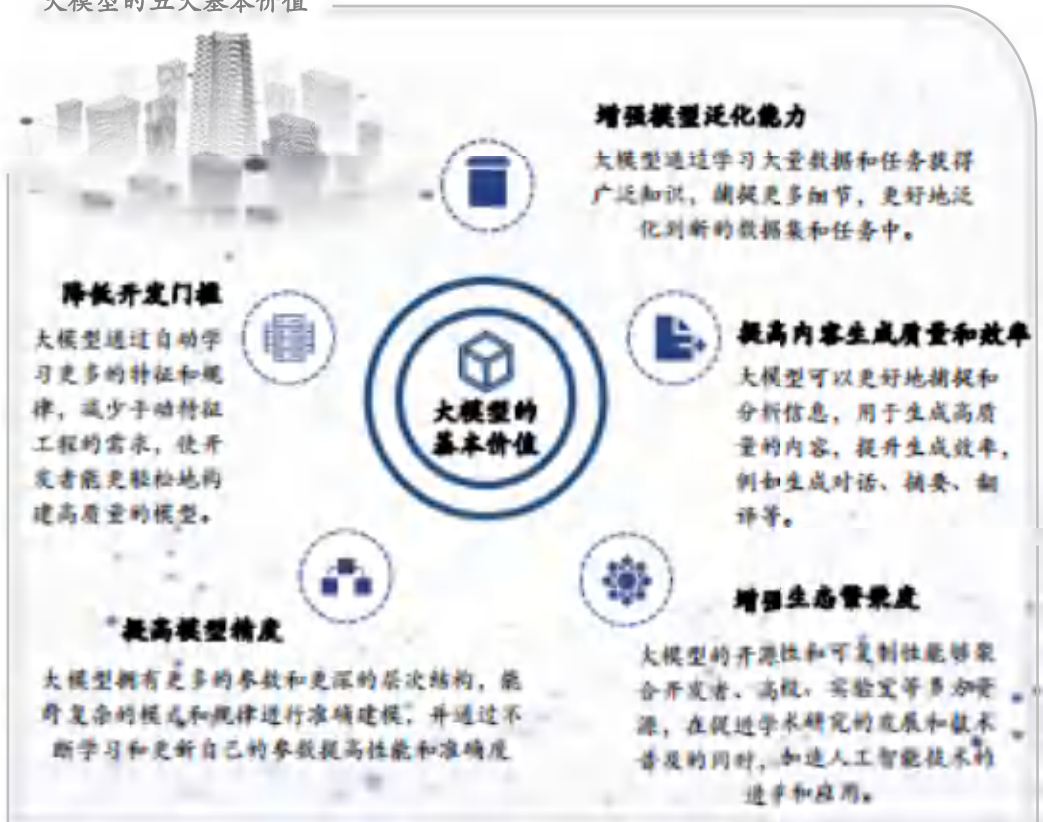 大模型的五大基本价值
增强模型泛化能力
大模型通过学习大量数据和任务获得
广泛知识，捕捉更多细节，更好地泛
化到新的数据集和任务中。
降低开发门槛
大模型通过自动学
习更多的特征和规
律，减少手动特征
工程的需求，使开
发者能更轻松地构
建高质量的模型。
大模型的
基本价值
提高内容生成质量和效率
大模型可以更好地捕捉和
分析信息，用于生成高质
量的内容，提升生成效率，
例如生成对话、摘要、翻
译等。
提高模型精度
大模型拥有更多的参数和更深的层次结构，能
对复杂的模式和规律进行准确建模，并通过不
断学习和更新自己的参数提高性能和准确度
增强生态繁荣度
大模型的开源性和可复制性能够聚
合开发者、高校、实验室等多方资
源，在促进学术研究的发展和技术
普及的同时，加速人工智能技术的
进步和应用。